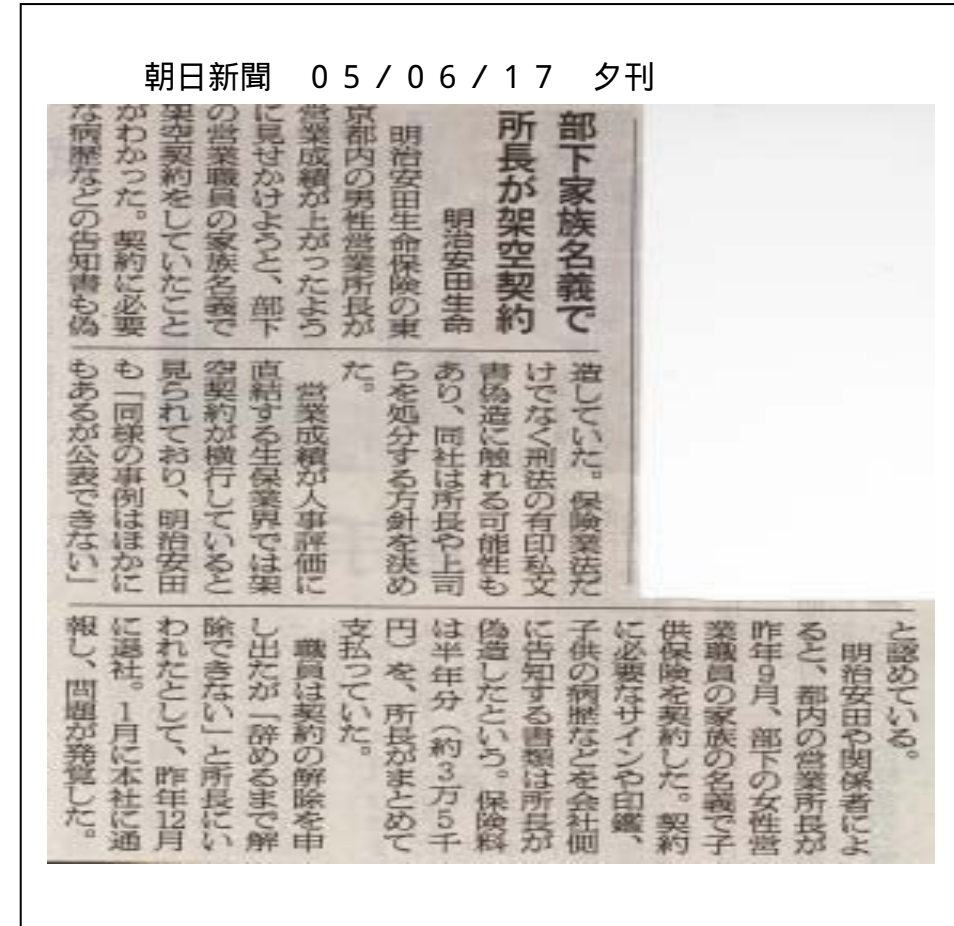 朝日新聞　０５/０６/１７　夕刊
部下家族名義で
所長が架空契約
明治安田生命
明治安田生命保険の東
京都内の男性営業所長が
営業成績が上がったよう
に見せかけようと、部下
の営業職員の家族名義で
架空契約をしていたこと
がわかった。契約に必要
な病歴などの告知書も偽
造していた。保険業法だ
けでなく刑法の有印私文
書偽造に触れる可能性も
あり、同社は所長や上司
らを処分する方針を決め
た。
営業成績が人事評価に
直結する生保業界では架
空契約が横行していると
見られており、明治安田
も「同様の事例はほかに
もあるが公表できない」
と認めている。
明治安田や関係者によ
ると、都内の営業所長が
昨年9月、部下の女性営
業職員の家族の名義で子
供保険を契約した。契約
に必要なサインや印鑑、
子供の病歴などを会社側
に告知する書類は所長が
偽造したという。保険料
は半年分（約3万5千
円）を、所長がまとめて
支払っていた。
職員は契約の解除を申
し出たが「辞めるまで解
除できない」と所長にい
われたとして、昨年12月
に退社。1月に本社に通
報し、問題が発覚した。